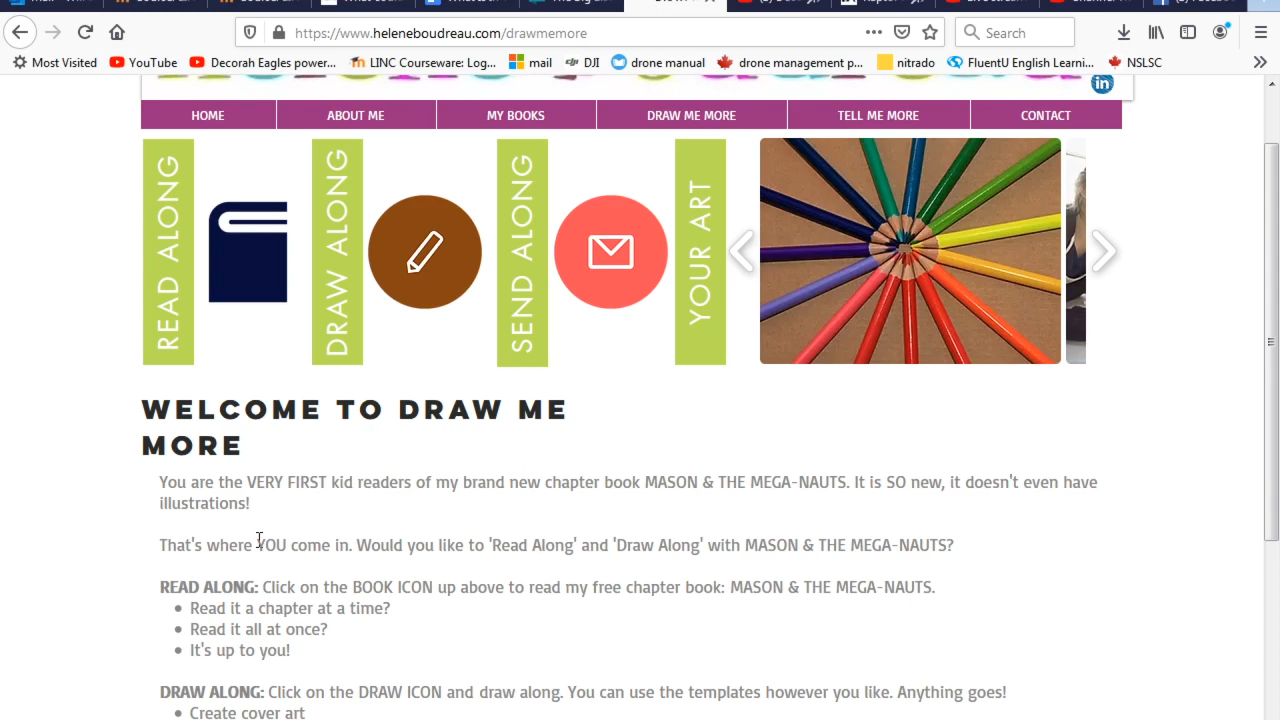 https://www.heleneboudreau.com/drawmemore
Search
Most Visited
YouTube
Decorah Eagles power...
LINC Courseware: Log...
mail
DJI
drone manual
drone management p...
nitrado
FluentU English Learni...
NSLSC
in
HOME
ABOUT ME
MY BOOKS
DRAW ME MORE
TELL ME MORE
CONTACT
READ ALONG
DRAW ALONG
SEND ALONG
YOUR ART
WELCOME TO DRAW ME
MORE
You are the VERY FIRST kid readers of my brand new chapter book MASON & THE MEGA-NAUTS. It is SO new, it doesn't even have
illustrations!
That's where YOU come in. Would you like to 'Read Along' and 'Draw Along' with MASON & THE MEGA-NAUTS?
READ ALONG: Click on the BOOK ICON up above to read my free chapter book: MASON & THE MEGA-NAUTS.
• Read it a chapter at a time?
• Read it all at once?
• It's up to you!
DRAW ALONG: Click on the DRAW ICON and draw along. You can use the templates however you like. Anything goes!
• Create cover art